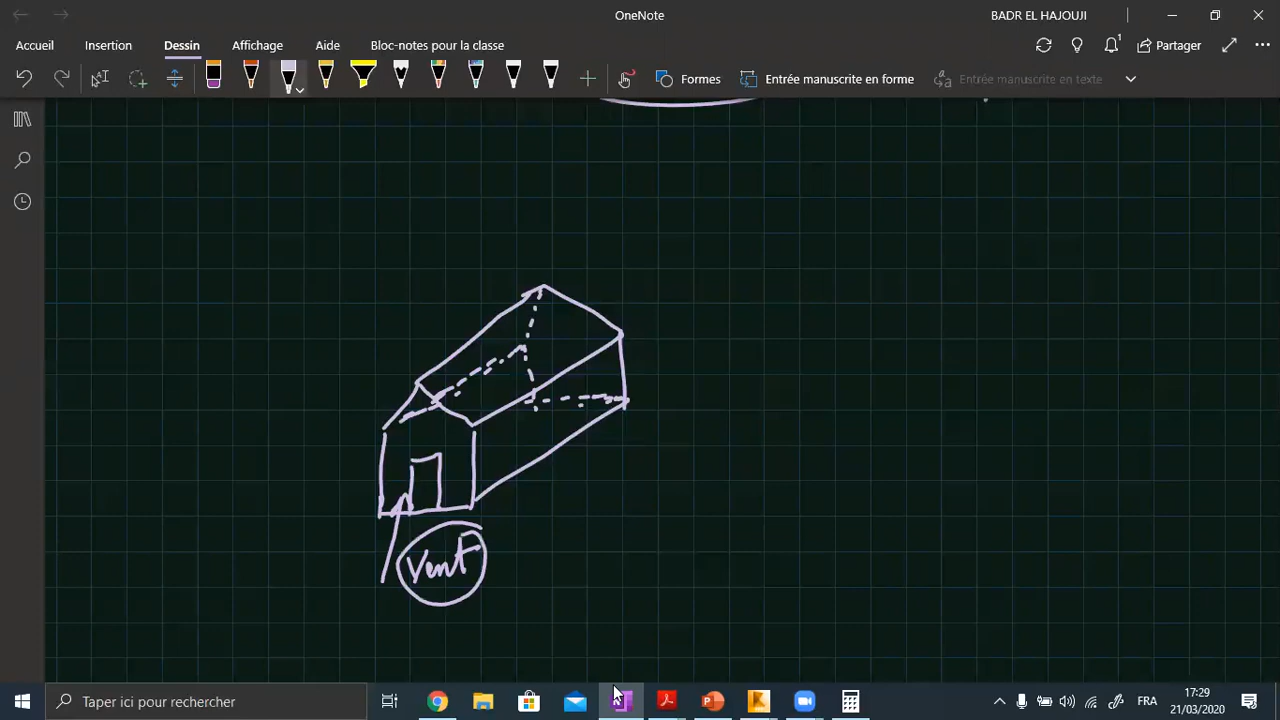 OneNote
BADR EL HAJOUJI
Accueil
Insertion
Dessin
Affichage
Aide
Bloc-notes pour la classe
Partager
Formes
Entrée manuscrite en forme
Entrée manuscrite en texte
Vent
Taper ici pour rechercher
FRA
17:29
21/03/2020